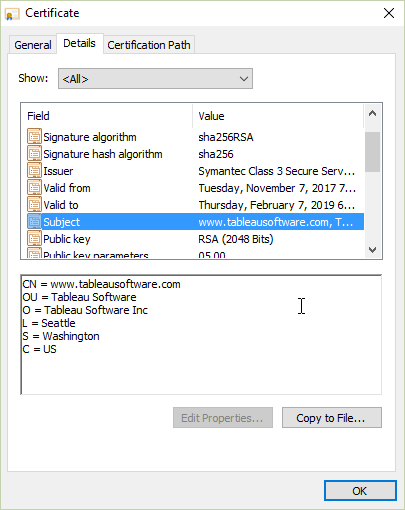 Certificate
General
Details
Certification Path
Show:
<All>
Field Value
Signature algorithm sha256RSA
Signature hash algorithm sha256
Issuer Symantec Class 3 Secure Serv...
Valid from Tuesday, November 7, 2017 7...
Valid to Thursday, February 7, 2019 6...
Subject www.tableausoftware.com, T...
Public key RSA (2048 Bits)
Public key parameters 05 00
CN = www.tableausoftware.com
OU = Tableau Software
O = Tableau Software Inc
L = Seattle
S = Washington
C = US
Edit Properties...
Copy to File...
OK